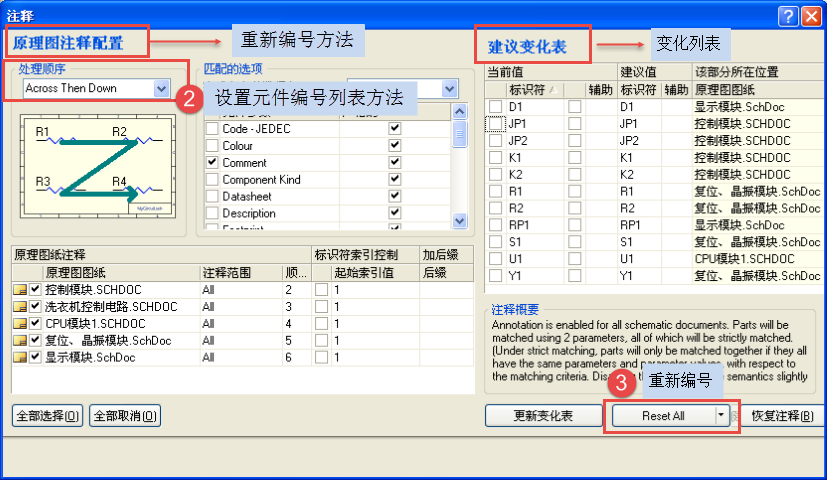 注释
原理图注释配置
重新编号方法
建议变化表
变化列表
处理顺序
匹配的选项
Across Then Down
2
设置元件编号列表方法
R1 R2
R3 R4
Code - JEDEC
Colour
Comment
Component Kind
Datasheet
Description
当前值 建议值 该部分所在位置
标识符 辅助 标识符 辅助 原理图图纸
D1 D1 显示模块.SchDoc
JP1 JP1 控制模块.SCHDOC
JP2 JP2 控制模块.SCHDOC
K1 K1 控制模块.SCHDOC
K2 K2 控制模块.SCHDOC
R1 R1 复位、晶振模块.SchDoc
R2 R2 复位、晶振模块.SchDoc
RP1 RP1 显示模块.SchDoc
S1 S1 复位、晶振模块.SchDoc
U1 U1 CPU模块1.SCHDOC
Y1 Y1 复位、晶振模块.SchDoc
原理图纸注释 标识符索引控制 加后缀
原理图图纸 注释范围 顺... 起始索引值 后缀
控制模块.SCHDOC All 2 1
洗衣机控制电路.SCHDOC All 3 1
CPU模块1.SCHDOC All 4 1
复位、晶振模块.SchDoc All 5 1
显示模块.SchDoc All 6 1
注释概要
Annotation is enabled for all schematic documents. Parts will be
matched using 2 parameters, all of which will be strictly matched.
(Under strict matching, parts will only be matched together if they all
have the same parameters and parameter values, with respect to
the matching criteria. semantics slightly
3
重新编号
全部选择(O)
全部取消(O)
更新变化表
Reset All
恢复注释(B)